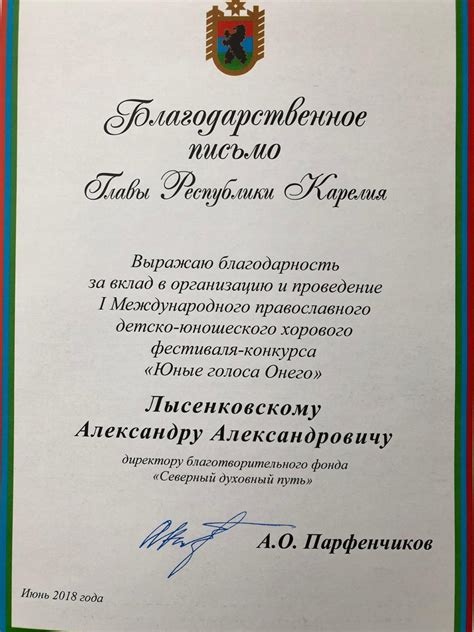 Благодарственное
письмо
Главы Республики Карелия
Выражаю благодарность
за вклад в организацию и проведение
I Международного православного
детско-юношеского хорового
фестиваля-конкурса
«Юные голоса Онего»
Лысенковскому
Александру Александровичу
директору благотворительного фонда
«Северный духовный путь»
А.О. Парфенчиков
Июнь 2018 года